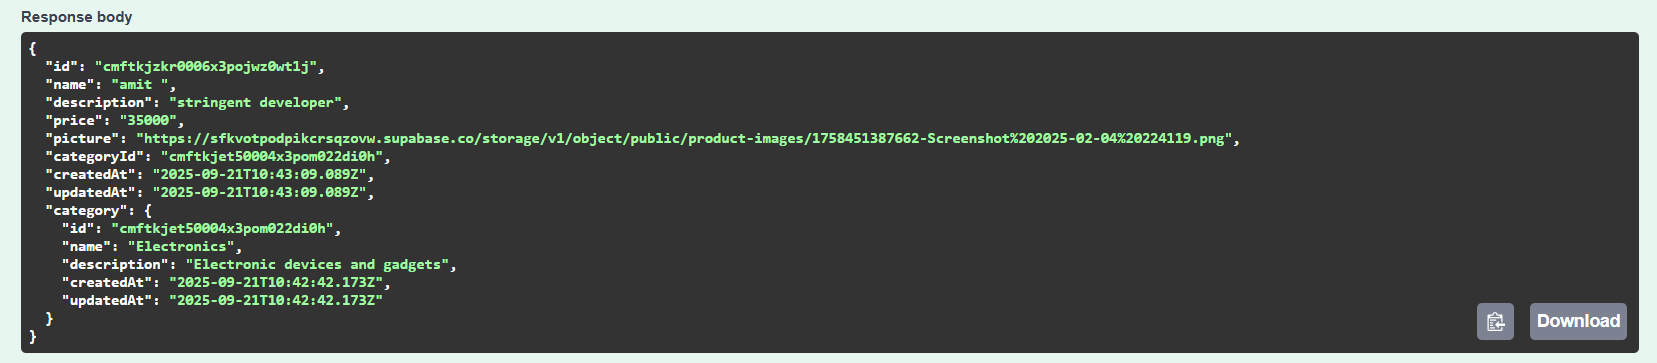 Response body
{
  "id": "cmftkjzkr0006x3pojwz0wt1j",
  "name": "amit ",
  "description": "stringent developer",
  "price": "35000",
  "picture": "https://sfkvotpodpikcrsqzovw.supabase.co/storage/v1/object/public/product-images/1758451387662-Screenshot%202025-02-04%20224119.png",
  "categoryId": "cmftkjet50004x3pom022di0h",
  "createdAt": "2025-09-21T10:43:09.089Z",
  "updatedAt": "2025-09-21T10:43:09.089Z",
  "category": {
    "id": "cmftkjet50004x3pom022di0h",
    "name": "Electronics",
    "description": "Electronic devices and gadgets",
    "createdAt": "2025-09-21T10:42:42.173Z",
    "updatedAt": "2025-09-21T10:42:42.173Z"
  }
}
Download